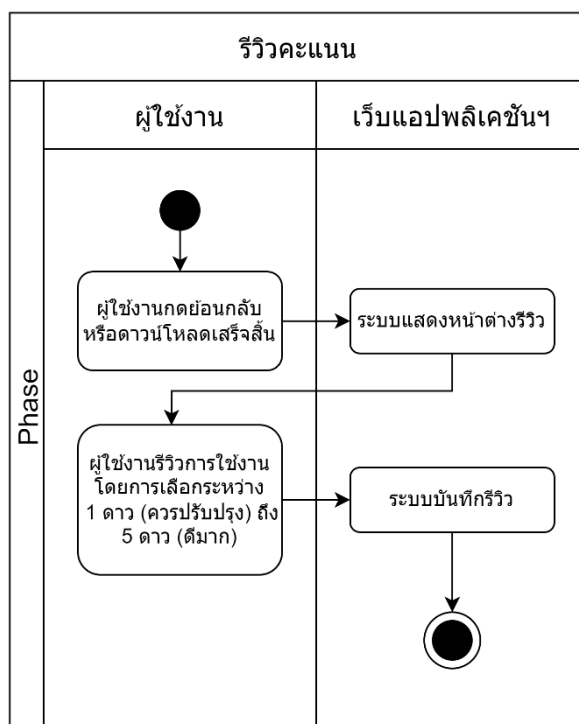 รีวิวคะแนน
ผู้ใช้งาน
เว็บแอปพลิเคชันฯ
Phase
ผู้ใช้งานกดย้อนกลับ
หรือดาวน์โหลดเสร็จสิ้น
ระบบแสดงหน้าต่างรีวิว
ผู้ใช้งานรีวิวการใช้งาน
โดยการเลือกระหว่าง
1 ดาว (ควรปรับปรุง) ถึง
5 ดาว (ดีมาก)
ระบบบันทึกรีวิว